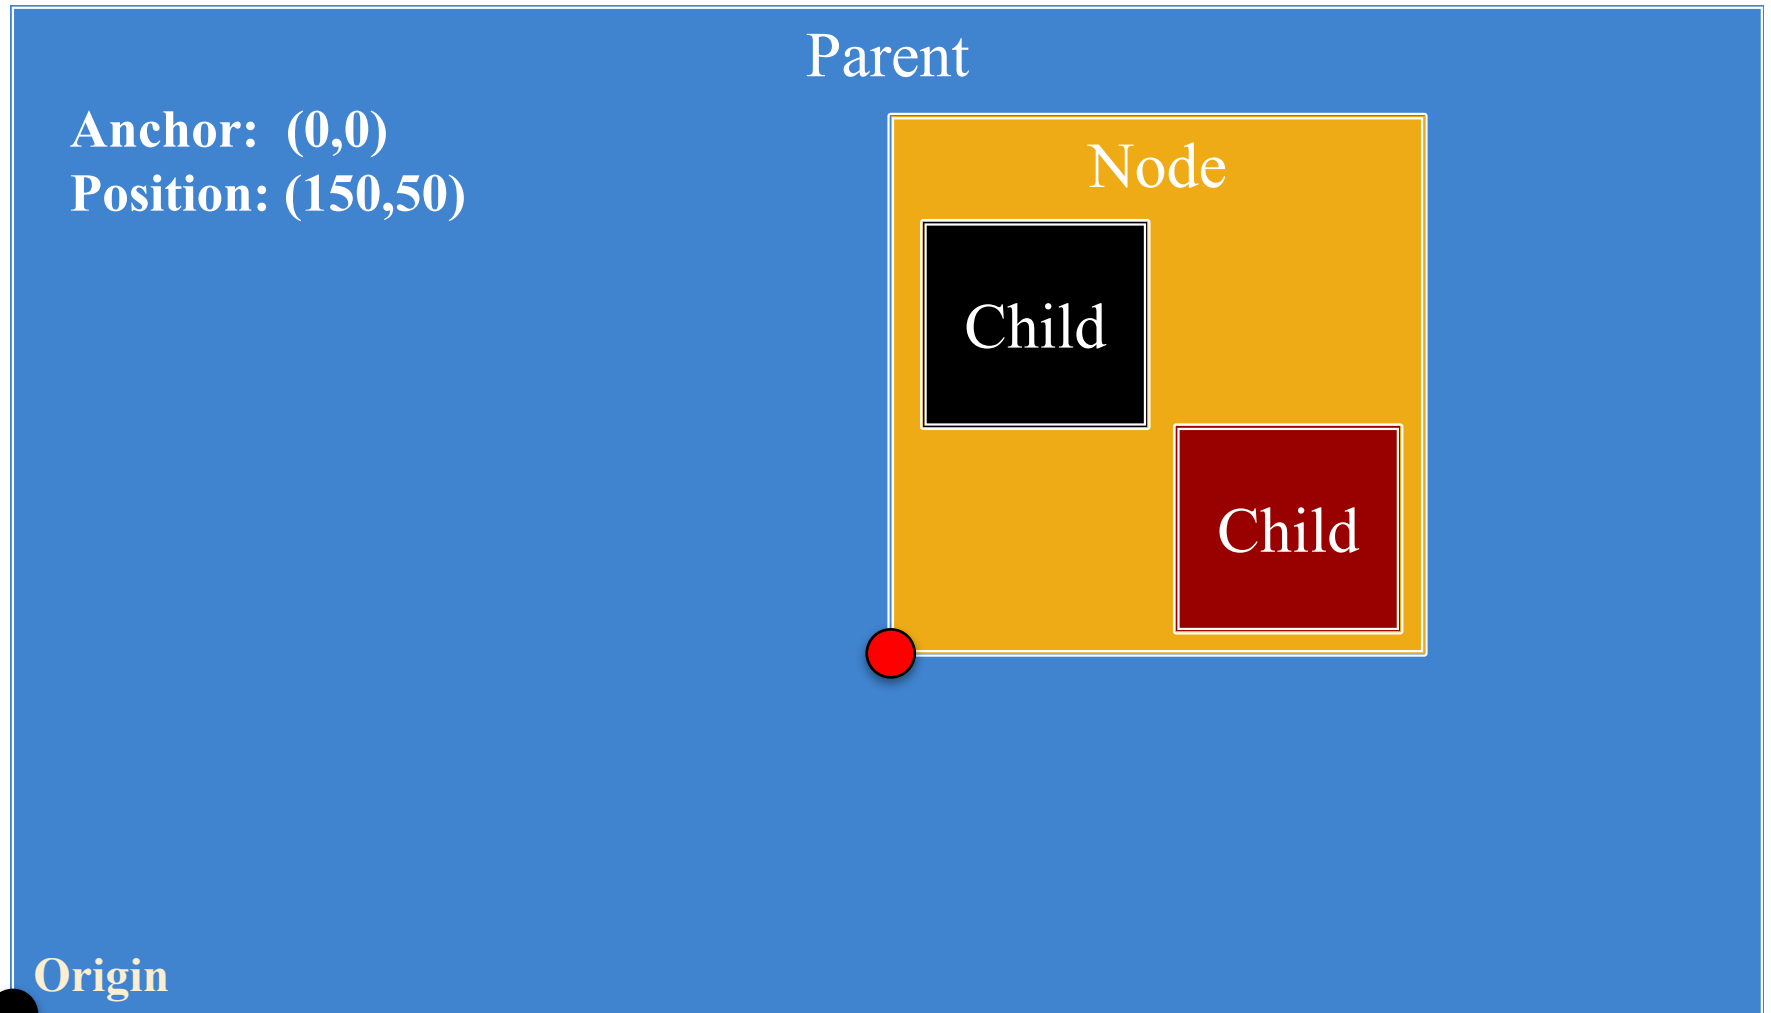 Parent
Anchor: (0,0)
Position: (150,50)
Node
Child
Child
Origin